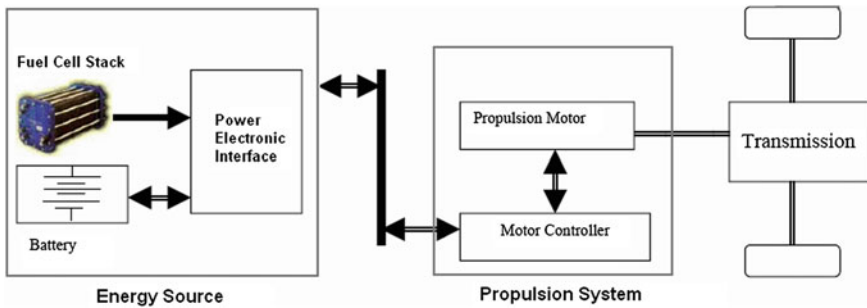 Fuel Cell Stack
Power
Electronic
Interface
Battery
Energy Source
Propulsion Motor
Motor Controller
Propulsion System
Transmission